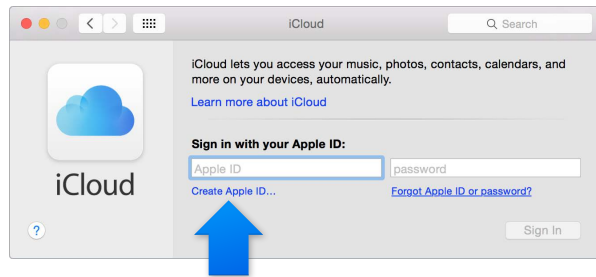 iCloud
Search
iCloud lets you access your music, photos, contacts, calendars, and
more on your devices, automatically.
Learn more about iCloud
Sign in with your Apple ID:
Apple ID
password
Create Apple ID...
Forgot Apple ID or password?
iCloud
?
Sign In